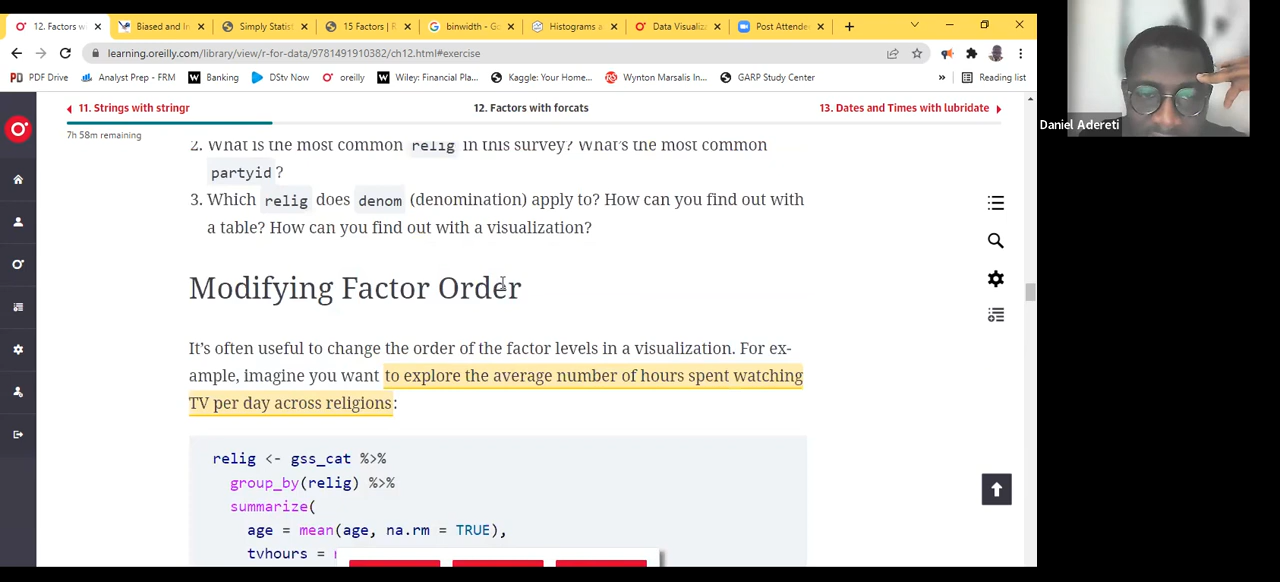 12. Factors w
Biased and In
Simply Statist
15 Factors | R
binwidth - Go
Histograms a
Data Visualiz
Post Attende
learning.oreilly.com/library/view/r-for-data/9781491910382/ch12.html#exercise
PDF Drive
Analyst Prep - FRM
Banking
DStv Now
oreilly
Wiley: Financial Pla...
Kaggle: Your Home...
Wynton Marsalis In...
GARP Study Center
»
Reading list
11. Strings with stringr
12. Factors with forcats
13. Dates and Times with lubridate
7h 58m remaining
Daniel Adereti
2. What is the most common relig in this survey? What's the most common
partyid ?
3. Which relig does denom (denomination) apply to? How can you find out with
a table? How can you find out with a visualization?
Modifying Factor Order
It's often useful to change the order of the factor levels in a visualization. For ex-
ample, imagine you want to explore the average number of hours spent watching
TV per day across religions:
relig <- gss_cat %>%
group_by(relig) %>%
summarize(
age = mean(age, na.rm = TRUE),
tvhours =